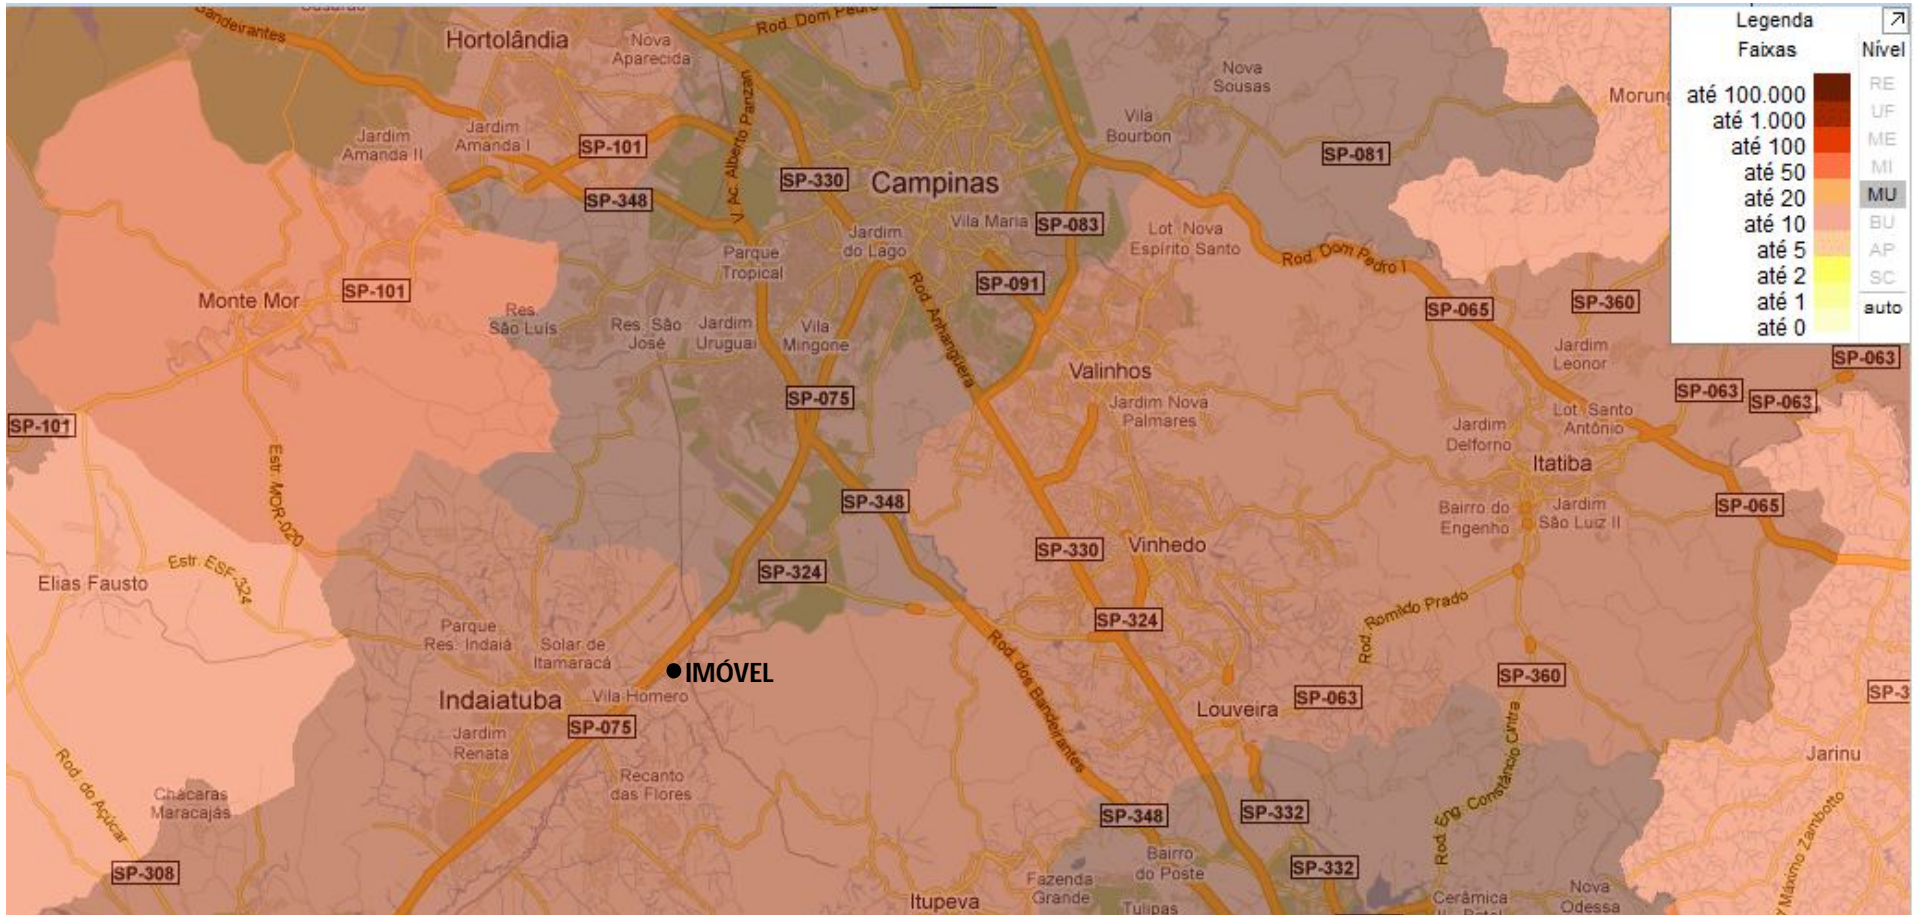 Bandeirantes
Hortolândia
Nova
Aparecida
Rod. Dom Pedro
Jardim
Amanda II
Jardim
Amanda I
SP-101
SP-348
V. Ac. Alberto Panzan
SP-330
Campinas
Vila Maria
SP-083
Jardim
do Lago
Parque
Tropical
SP-091
Nova
Sousas
Vila
Bourbon
SP-081
Lot. Nova
Espírito Santo
Rod. Dom Pedro I
SP-065
SP-360
Jardim
Leonor
Legenda
Faixas
Nível
até 100.000
até 1.000
até 100
até 50
até 20
até 10
até 5
até 2
até 1
até 0
RE
UF
ME
MI
MU
BU
AP
SC
auto
SP-063
SP-063
SP-063
Monte Mor
SP-101
Res.
São Luís
Res. São
José
Jardim
Uruguai
Vila
Mingone
Rod. Anhangüera
Valinhos
Jardim Nova
Palmares
SP-075
SP-101
Estr. MOR-020
Lot. Santo
Antônio
Jardim
Delforno
Itatiba
Bairro do
Engenho
Jardim
São Luiz II
SP-065
SP-348
SP-330
Vinhedo
SP-324
Elias Fausto
Estr. ESF-324
Parque
Res. Indaiá
Solar de
Itamaracá
IMÓVEL
Indaiatuba
Vila Homero
SP-075
Jardim
Renata
Recanto
das Flores
Rod. dos Bandeirantes
SP-324
Rod. Romildo Prado
SP-360
SP-063
Louveira
SP-3
Jarinu
Rod. do Açúcar
Chácaras
Maracajás
SP-308
SP-348
SP-332
Rod. Eng. Constâncio Cintra
Bairro
do Poste
SP-332
Fazenda
Grande
Itupeva
Tulipas
Cerâmica
Nova
Odessa
Máximo Zambotto